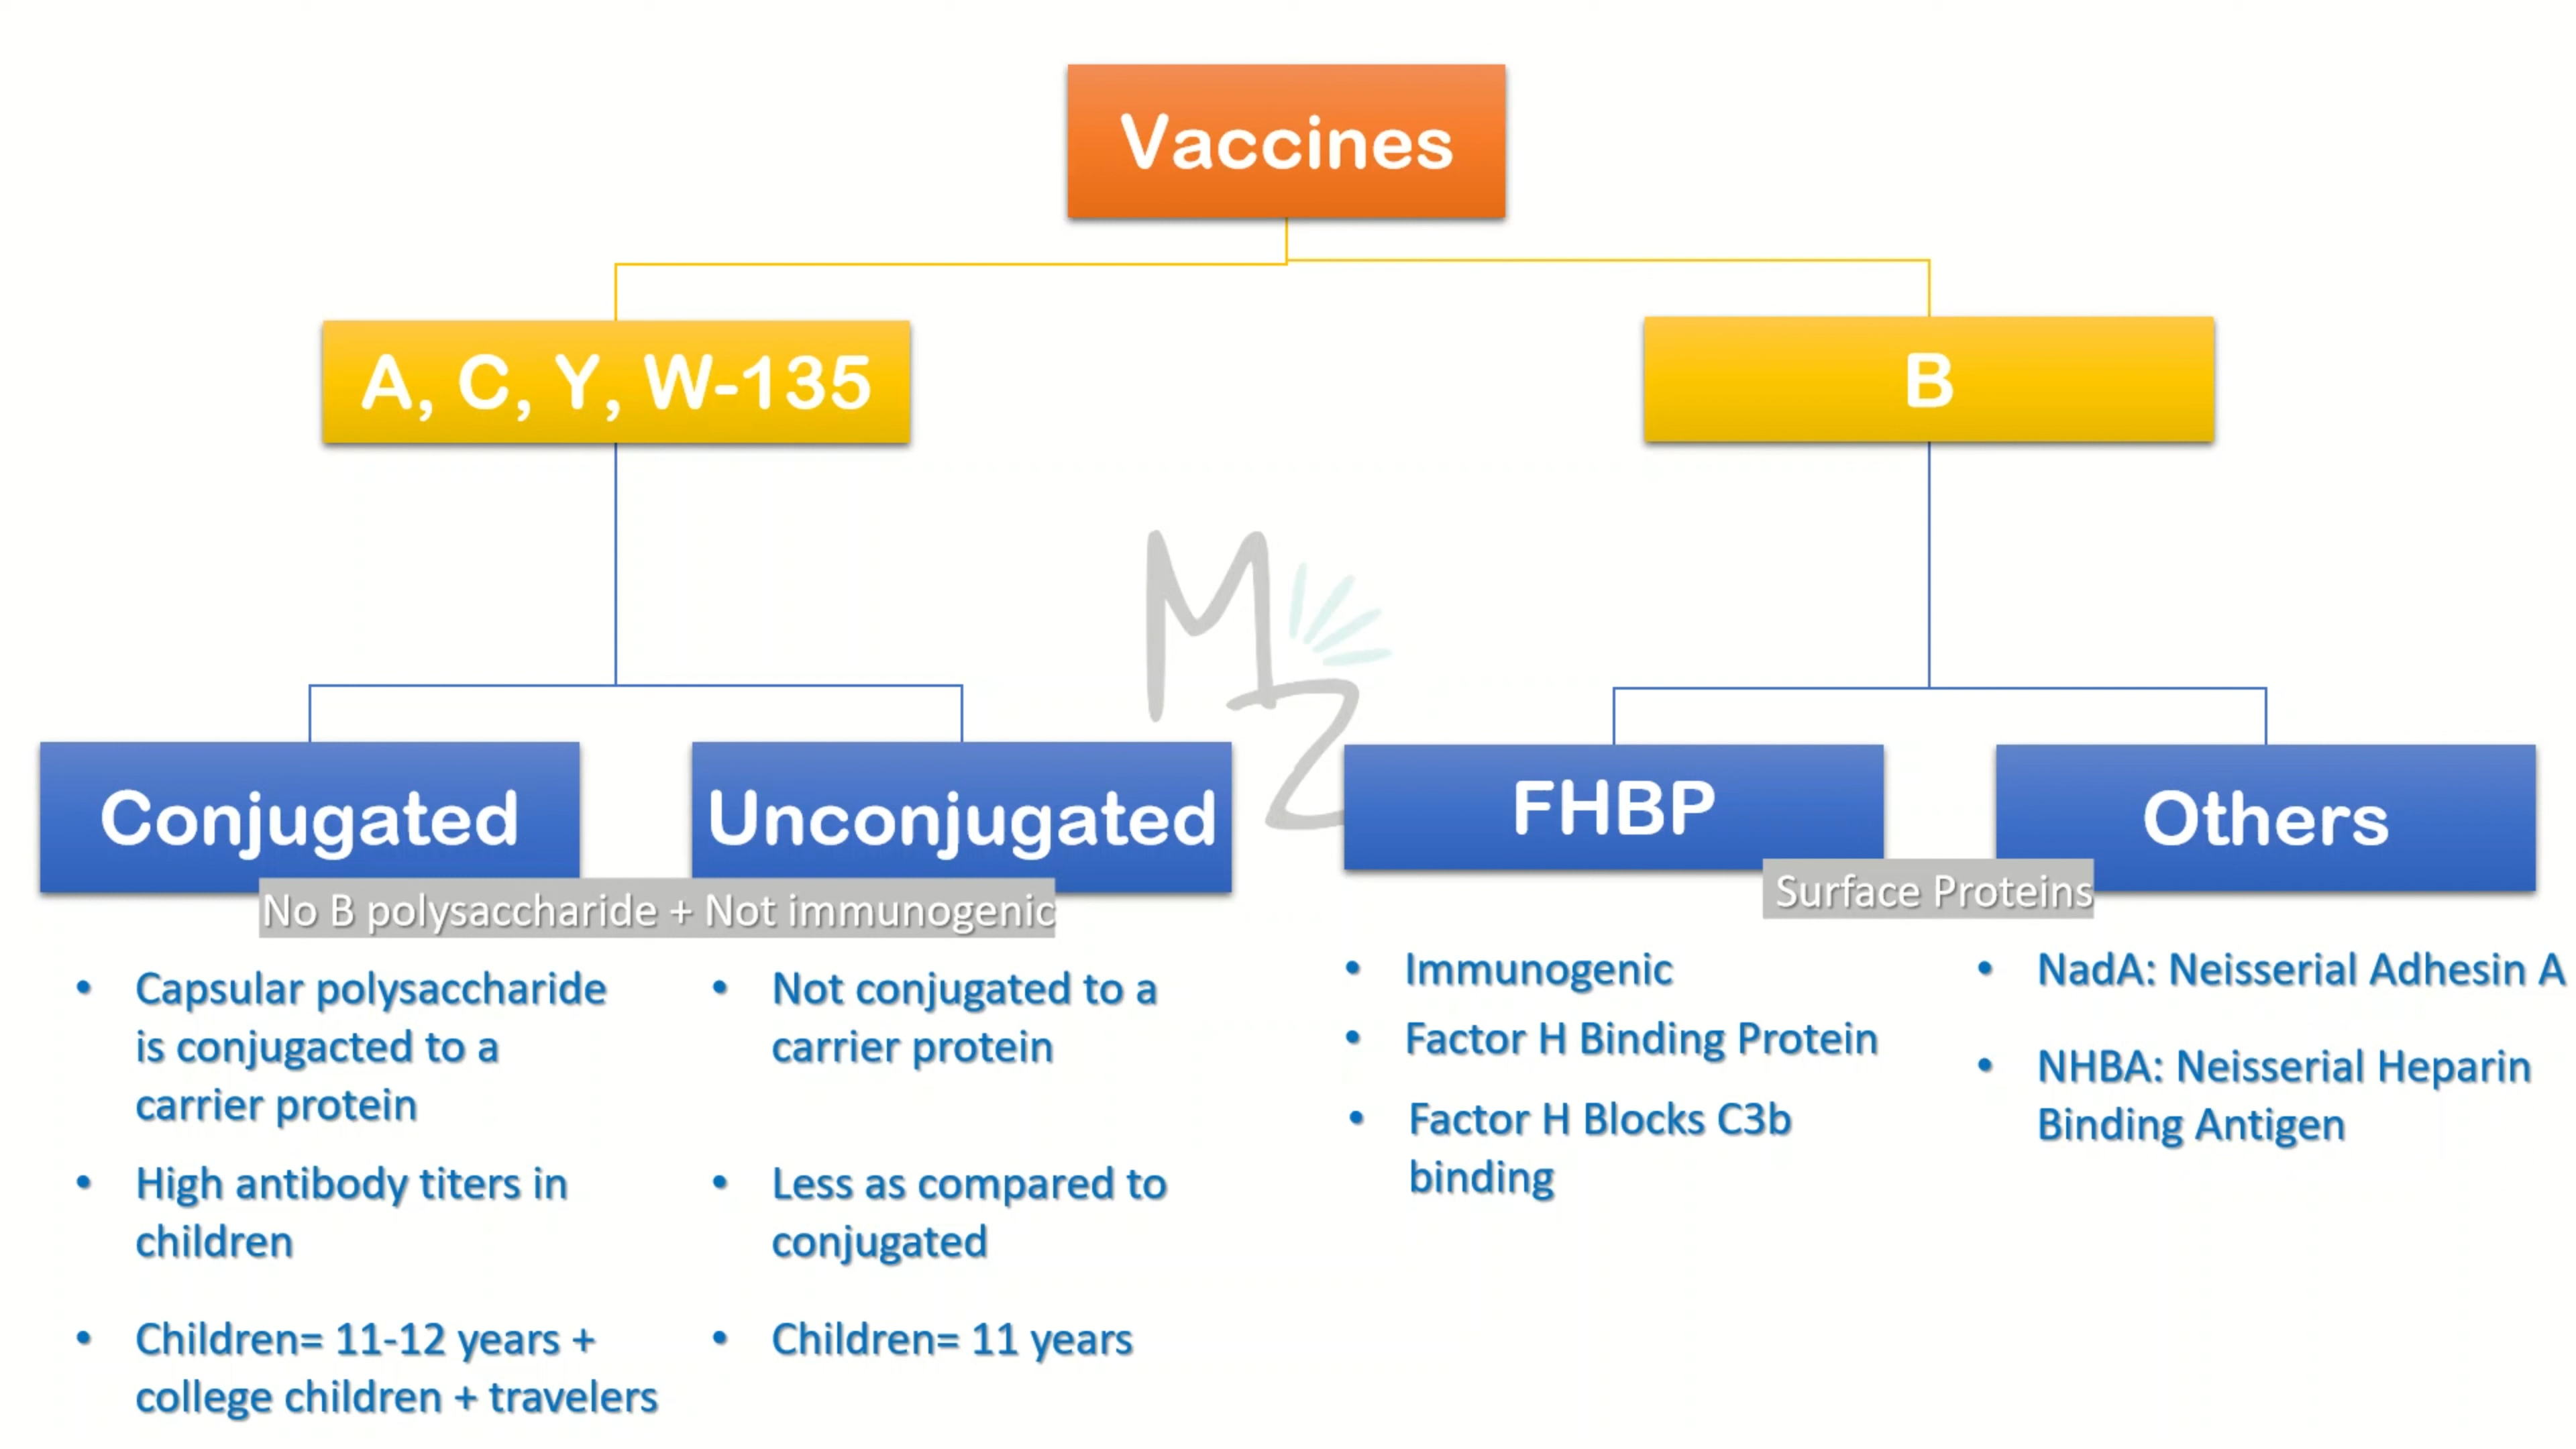 Vaccines
A, C, Y, W-135
B
Conjugated
Unconjugated
FHBP
Others
No B polysaccharide + Not immunogenic
Surface Proteins
• Capsular polysaccharide
is conjugacted to a
carrier protein
• High antibody titers in
children
• Children= 11-12 years +
college children + travelers
• Not conjugated to a
carrier protein
• Less as compared to
conjugated
• Children= 11 years
• Immunogenic
• Factor H Binding Protein
• Factor H Blocks C3b
binding
• NadA: Neisserial Adhesin A
• NHBA: Neisserial Heparin
Binding Antigen
MZ